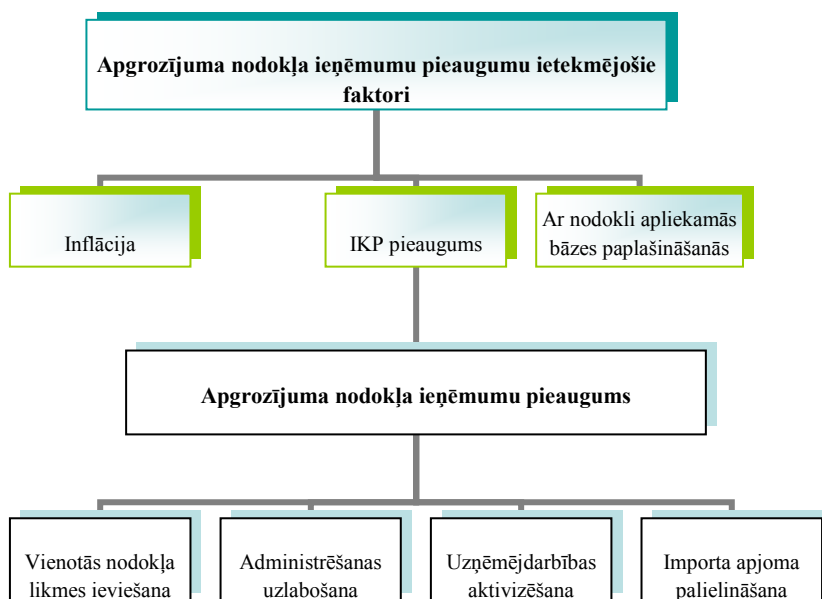 Apgrozījuma nodokļa ieņēmumu pieaugumu ietekmējošie
faktori
Inflācija
IKP pieaugums
Ar nodokli apliekamās
bāzes paplašināšanās
Apgrozījuma nodokļa ieņēmumu pieaugums
Vienotās nodokļa
likmes ieviešana
Administrēšanas
uzlabošana
Uzņēmējdarbības
aktivizēšana
Importa apjoma
palielināšana